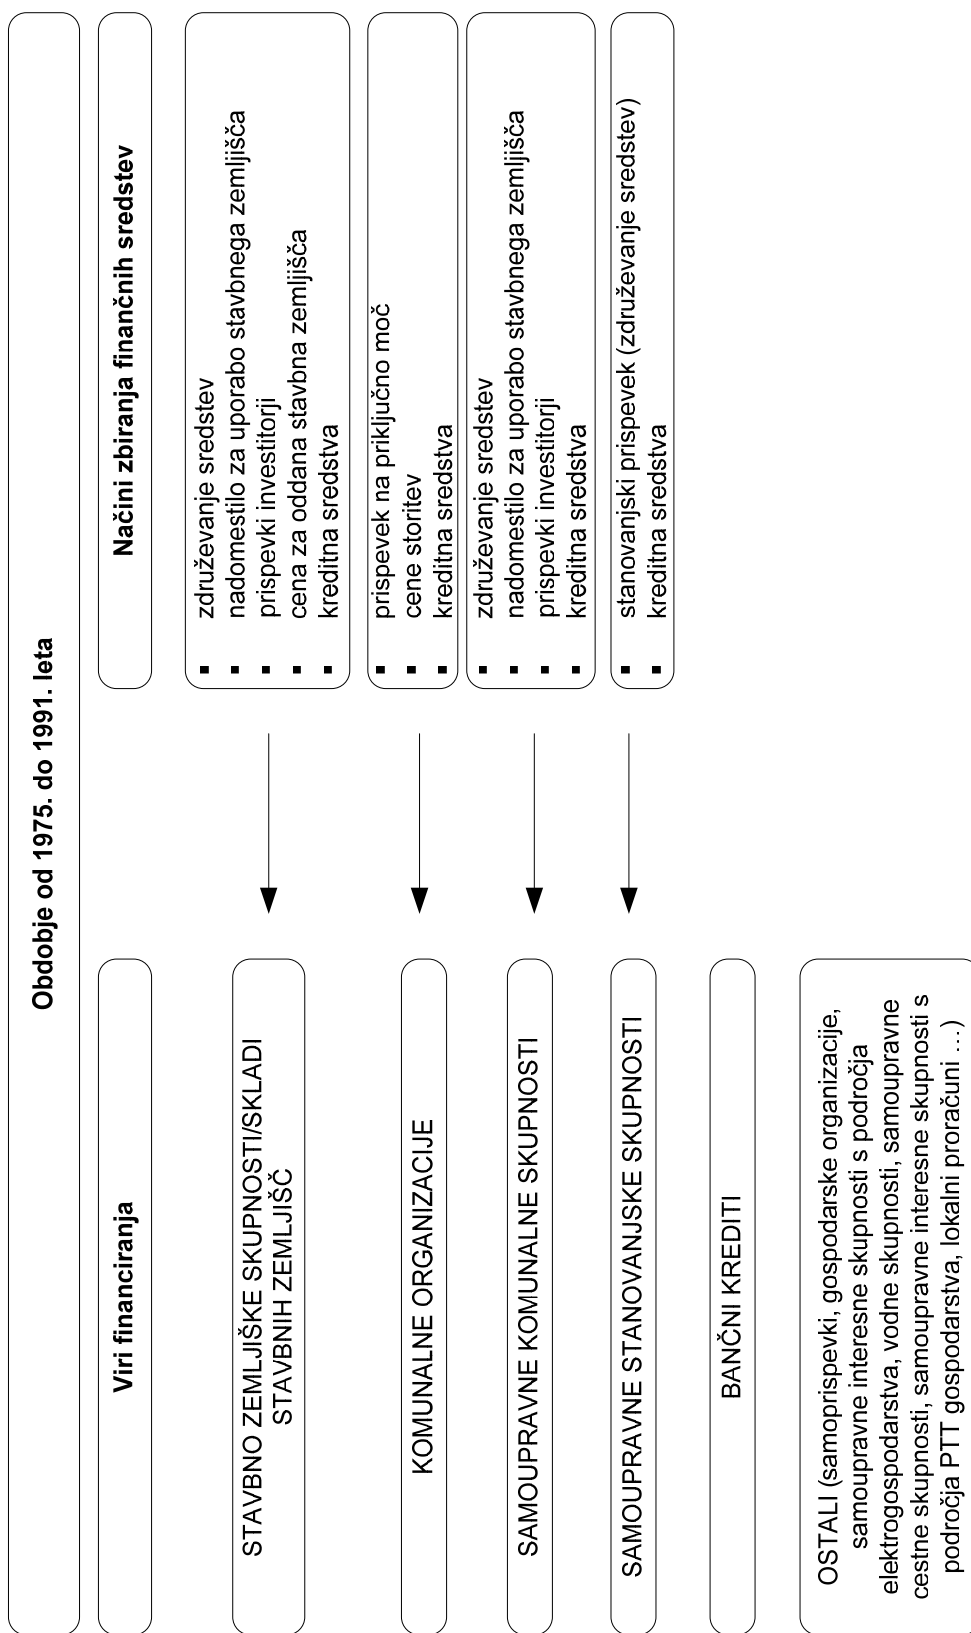 Obdobje od 1975. do 1991. leta
Viri financiranja
Načini zbiranja finančnih sredstev
STAVBNO ZEMLJIŠKE SKUPNOSTI/SKLADI
STAVBNIH ZEMLJIŠČ
▪ združevanje sredstev
▪ nadomestilo za uporabo stavbnega zemljišča
▪ prispevki investitorji
▪ cena za oddana stavbna zemljišča
▪ kreditna sredstva
KOMUNALNE ORGANIZACIJE
▪ prispevek na priključno moč
▪ cene storitev
▪ kreditna sredstva
SAMOUPRAVNE KOMUNALNE SKUPNOSTI
▪ združevanje sredstev
▪ nadomestilo za uporabo stavbnega zemljišča
▪ prispevki investitorji
▪ kreditna sredstva
SAMOUPRAVNE STANOVANJSKE SKUPNOSTI
▪ stanovanjski prispevek (združevanje sredstev)
▪ kreditna sredstva
BANČNI KREDITI
OSTALI (samoprispevki, gospodarske organizacije,
samoupravne interesne skupnosti s področja
elektrogospodarstva, vodne skupnosti, samoupravne
cestne skupnosti, samoupravne interesne skupnosti s
področja PTT gospodarstva, lokalni proračuni …)